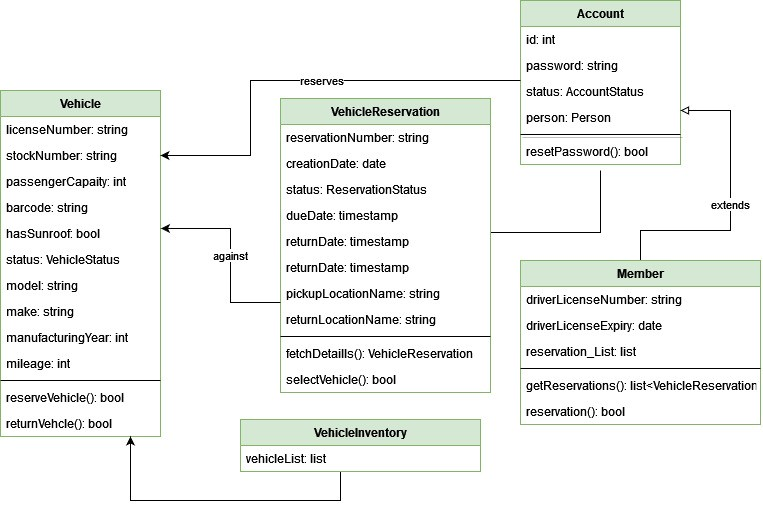 Account
id: int
password: string
status: AccountStatus
person: Person
resetPassword(): bool
reserves
Vehicle
licenseNumber: string
stockNumber: string
passengerCapaity: int
barcode: string
hasSunroof: bool
status: VehicleStatus
model: string
make: string
manufacturingYear: int
mileage: int
reserveVehicle(): bool
returnVehcle(): bool
against
VehicleReservation
reservationNumber: string
creationDate: date
status: ReservationStatus
dueDate: timestamp
returnDate: timestamp
returnDate: timestamp
pickupLocationName: string
returnLocationName: string
fetchDetaills(): VehicleReservation
selectVehicle(): bool
extends
Member
driverLicenseNumber: string
driverLicenseExpiry: date
reservation_List: list
getReservations(): list<VehicleReservation
reservation(): bool
VehicleInventory
vehicleList: list